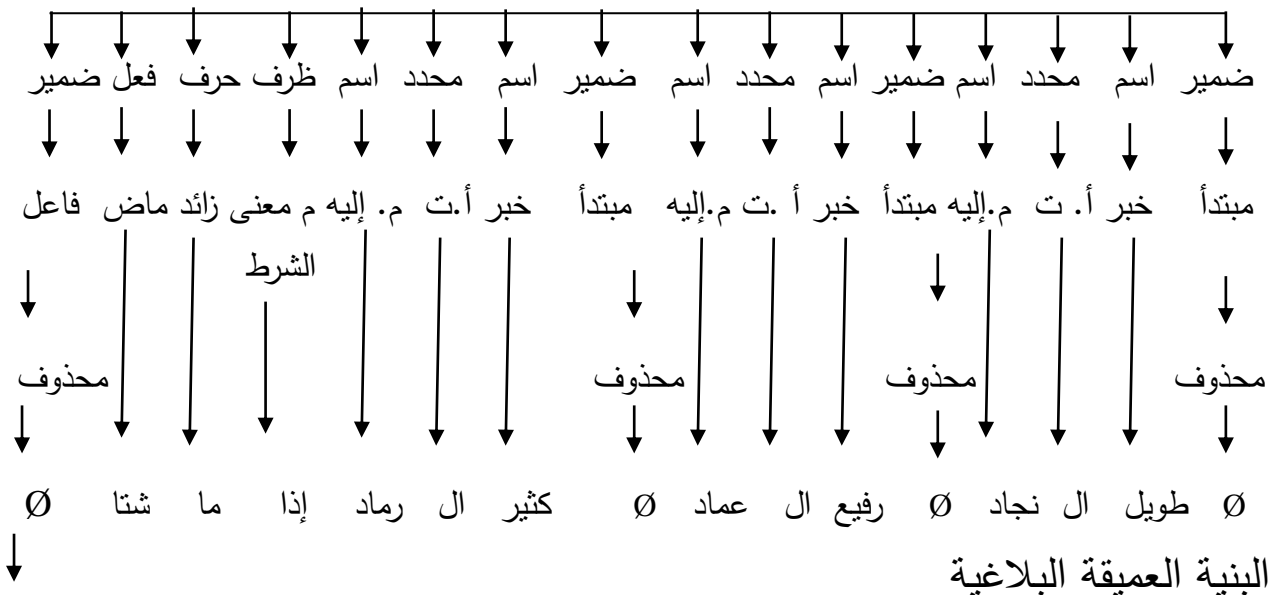 ضمير اسم محدد اسم ضمير اسم محدد اسم ضمير اسم محدد اسم ظرف حرف فعل ضمير
مبتدأ خبر أ. ت م.إليه مبتدأ خبر أ .ت م.إليه مبتدأ خبر أ.ت م. إليه م معنى زائد ماض فاعل
الشرط
محذوف محذوف محذوف محذوف
Ø طويل ال نجاد Ø رفيع ال عماد Ø كثير ال رماد إذا ما شتا Ø
البنية العميقة البلاغية